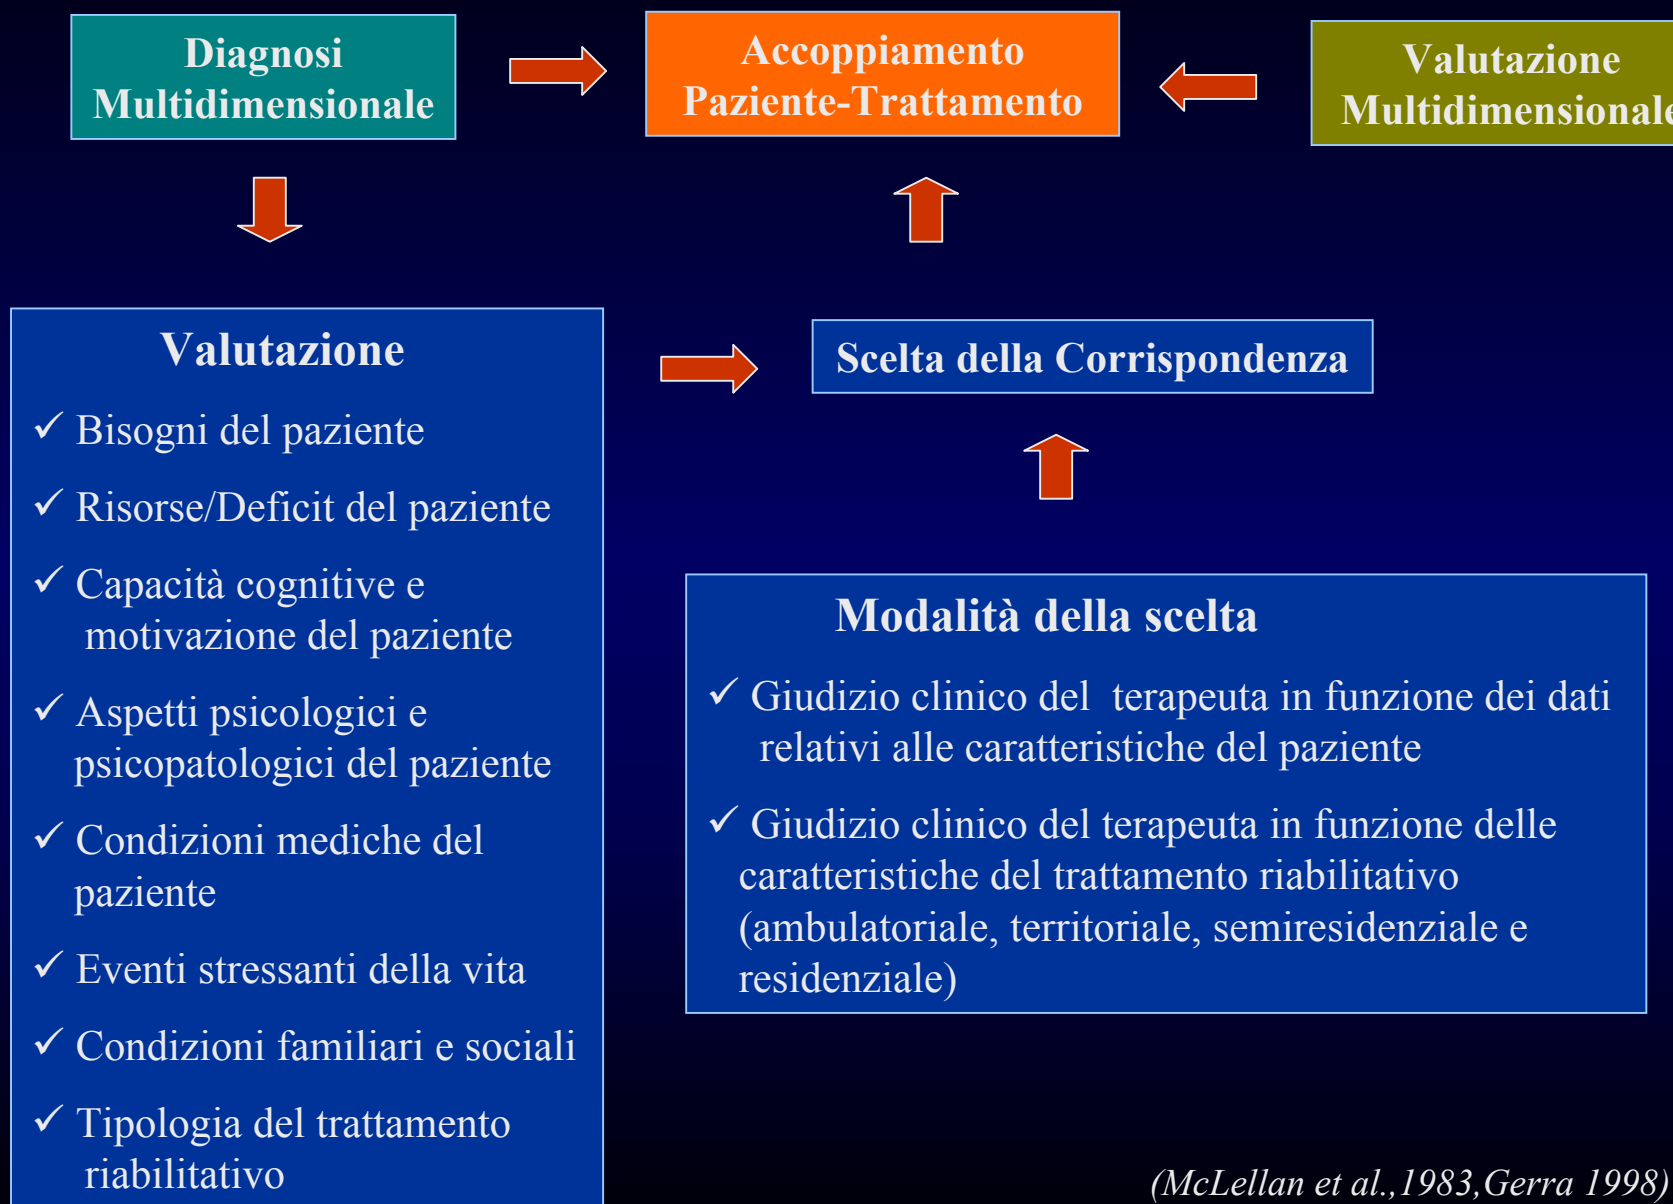 Diagnosi
Multidimensionale
Accoppiamento
Paziente-Trattamento
Valutazione
Multidimensionale
Valutazione
✓ Bisogni del paziente
✓ Risorse/Deficit del paziente
✓ Capacità cognitive e
motivazione del paziente
✓ Aspetti psicologici e
psicopatologici del paziente
✓ Condizioni mediche del
paziente
✓ Eventi stressanti della vita
✓ Condizioni familiari e sociali
✓ Tipologia del trattamento
riabilitativo
Scelta della Corrispondenza
Modalità della scelta
✓ Giudizio clinico del terapeuta in funzione dei dati
relativi alle caratteristiche del paziente
✓ Giudizio clinico del terapeuta in funzione delle
caratteristiche del trattamento riabilitativo
(ambulatoriale, territoriale, semiresidenziale e
residenziale)
(McLellan et al.,1983,Gerra 1998)